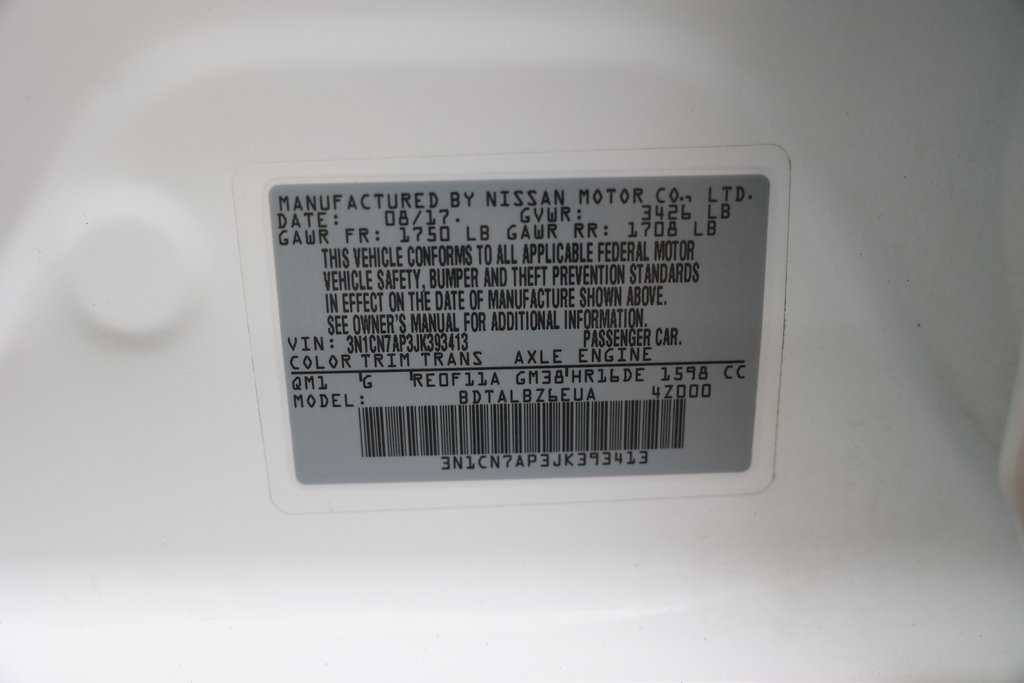 MANUFACTURED BY NISSAN MOTOR CO., LTD.
DATE: 08/17. GVWR: 3426 LB
GAWR FR: 1750 LB GAWR RR: 1708 LB
THIS VEHICLE CONFORMS TO ALL APPLICABLE FEDERAL MOTOR
VEHICLE SAFETY, BUMPER AND THEFT PREVENTION STANDARDS
IN EFFECT ON THE DATE OF MANUFACTURE SHOWN ABOVE.
SEE OWNER'S MANUAL FOR ADDITIONAL INFORMATION.
VIN: 3N1CN7AP3JK393413 PASSENGER CAR.
COLOR TRIM TRANS AXLE ENGINE
QM1 G RE0F11A GM38 HR16DE 1598 CC
MODEL: BDTALBZ6EUA 4Z000
3N1CN7AP3JK393413